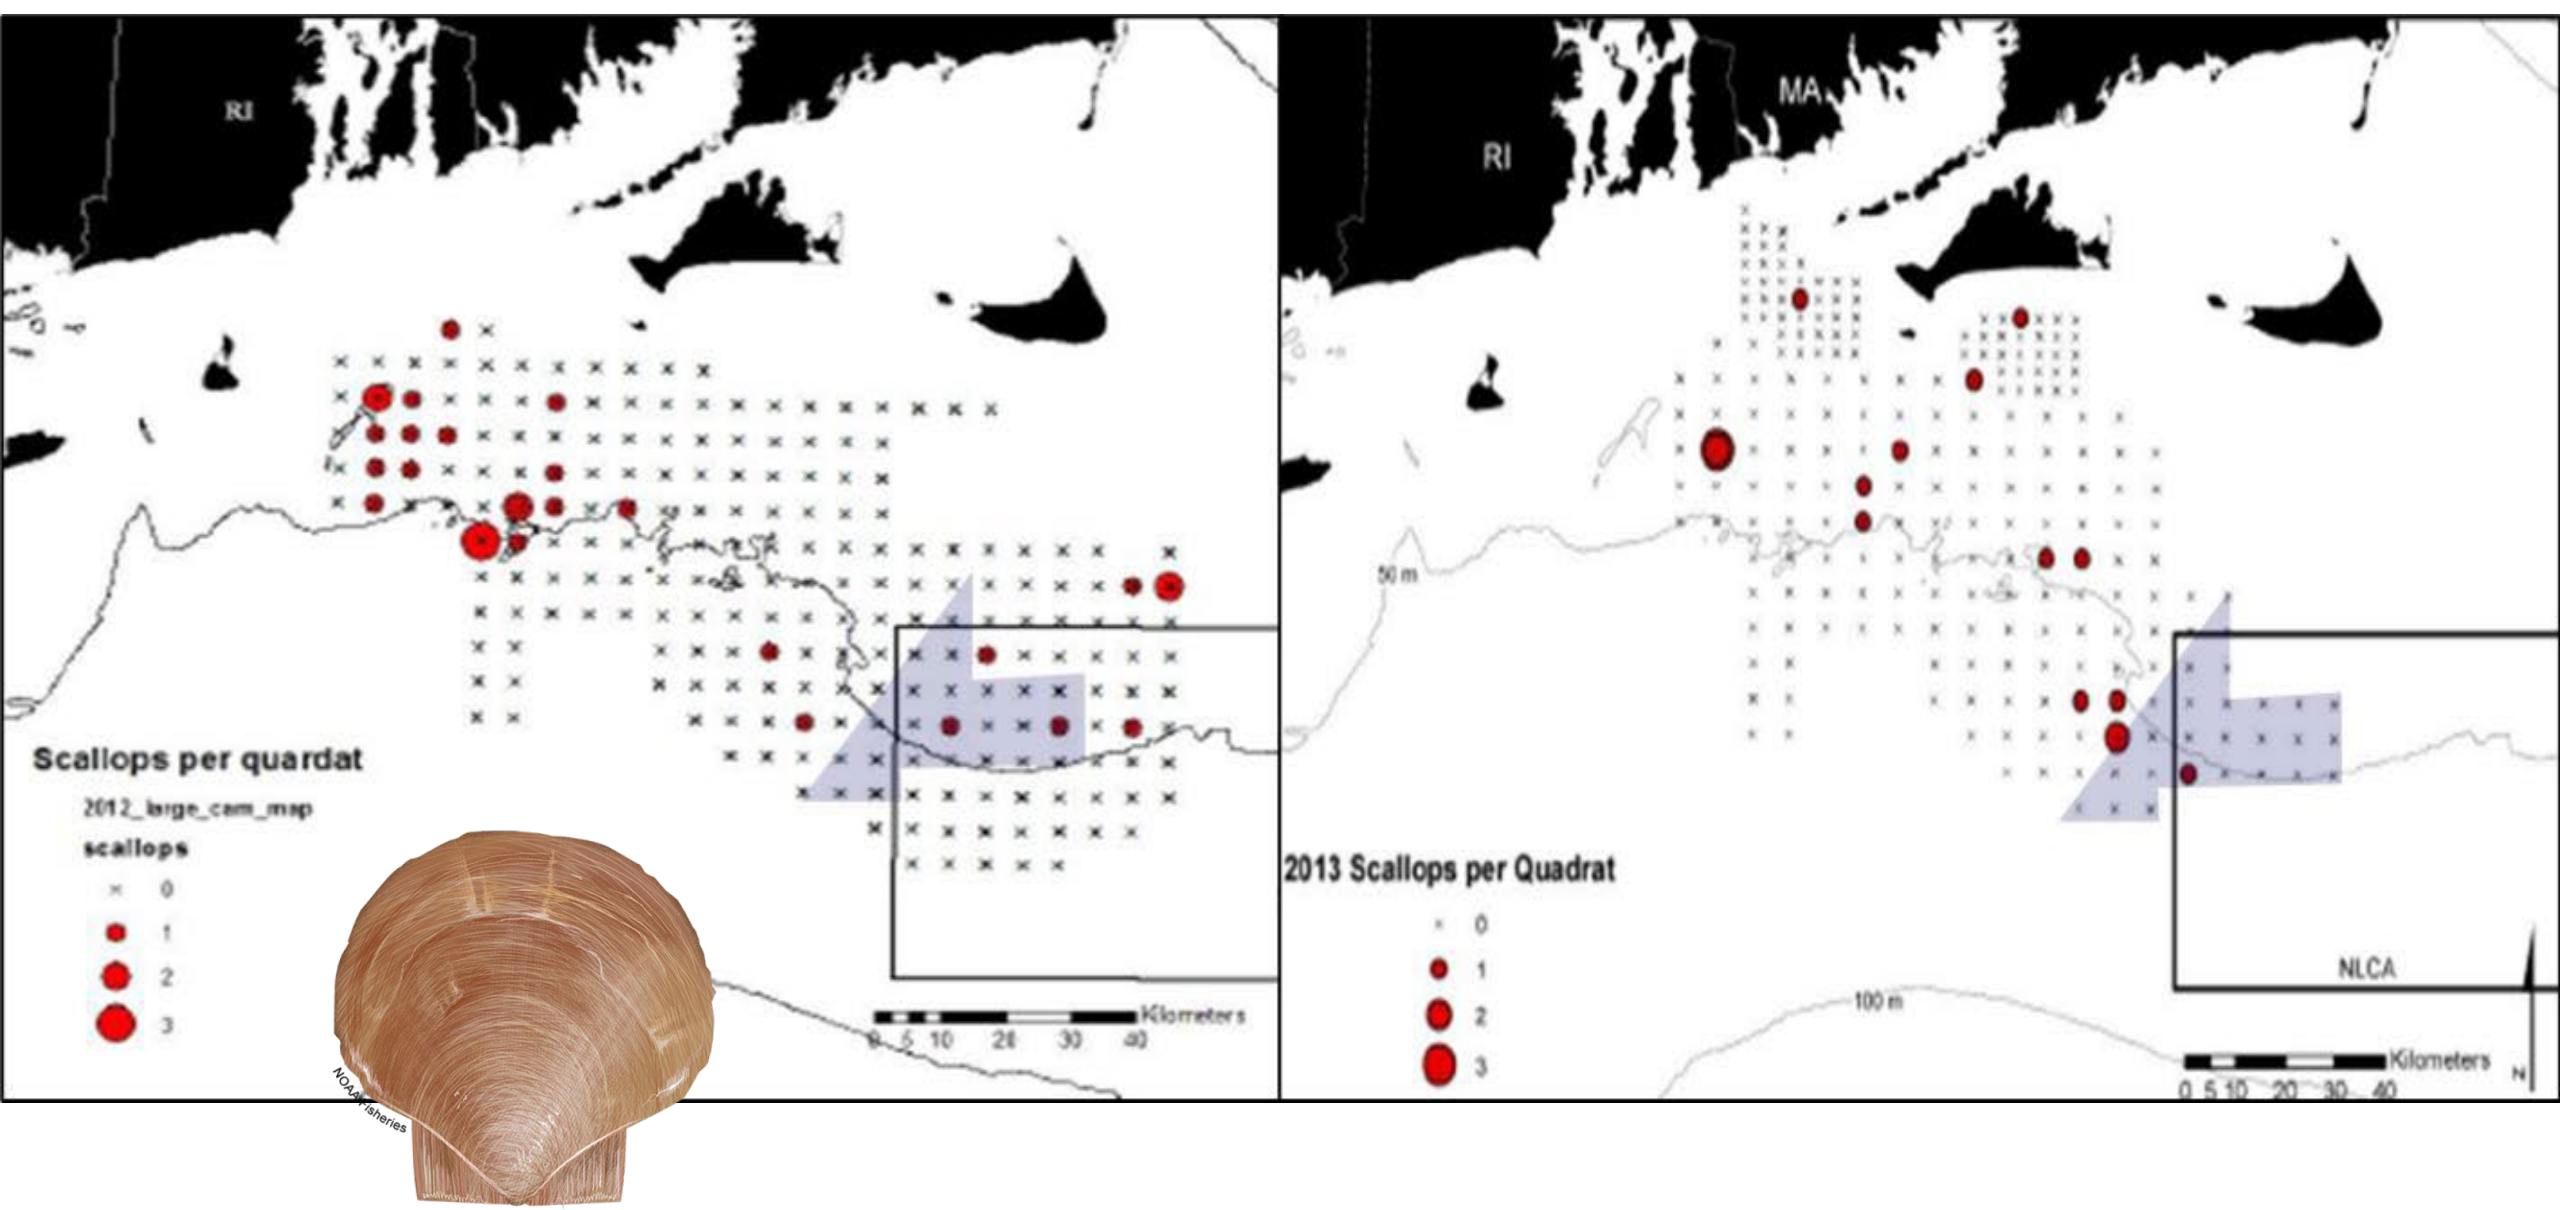 RI
Scallops per quardat
2012_large_cam_map
scallops
0
1
2
3
Kilometers
0 5 10 20 30 40
NOAA Fisheries
MA
RI
50 m
2013 Scallops per Quadrat
0
1
2
3
NLCA
100 m
Kilometers
0 5 10 20 30 40
N